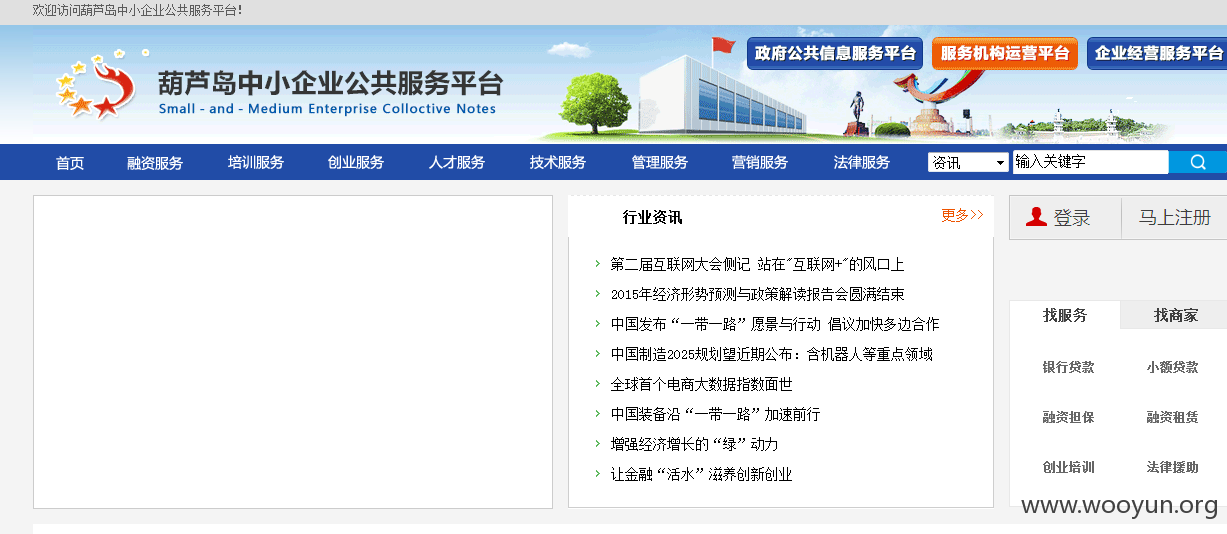 欢迎访问葫芦岛中小企业公共服务平台!
政府公共信息服务平台 服务机构运营平台 企业经营服务平台
葫芦岛中小企业公共服务平台
Small - and - Medium Enterprise Colloctive Notes
首页 融资服务 培训服务 创业服务 人才服务 技术服务 管理服务 营销服务 法律服务 资讯 输入关键字
行业资讯 更多>>
登录 马上注册
第二届互联网大会侧记 站在"互联网+"的风口上
2015年经济形势预测与政策解读报告会圆满结束
中国发布“一带一路”愿景与行动 倡议加快多边合作
中国制造2025规划望近期公布：含机器人等重点领域
全球首个电商大数据指数面世
中国装备沿“一带一路”加速前行
增强经济增长的“绿”动力
让金融“活水”滋养创新创业
找服务 找商家
银行贷款 小额贷款
融资担保 融资租赁
创业培训 法律援助
www.wooyun.org